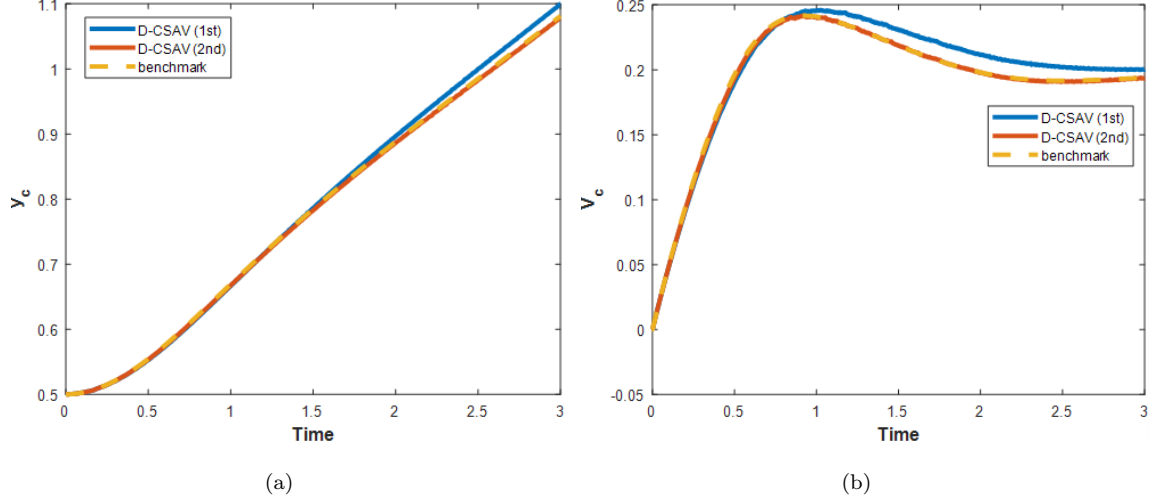 1.1
1
0.9
0.8
0.7
0.6
0.5
y_c
D-CSAV (1st)
D-CSAV (2nd)
benchmark
0 0.5 1 1.5 2 2.5 3
Time
(a)
0.25
0.2
0.15
0.1
0.05
0
-0.05
V_c
D-CSAV (1st)
D-CSAV (2nd)
benchmark
0 0.5 1 1.5 2 2.5 3
Time
(b)